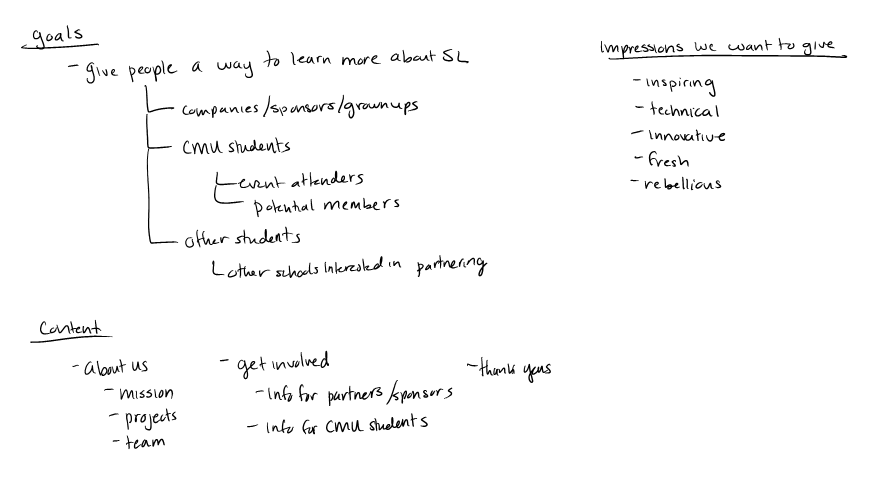 goals
- give people a way to learn more about SL
companies/sponsors/grownups
CMU students
event attenders
potential members
other students
other schools interested in partnering
Impressions we want to give
- inspiring
- technical
- innovative
- fresh
- rebellious
Content
- about us
- mission
- projects
- team
- get involved
- info for partners/sponsors
- info for CMU students
- thank yous